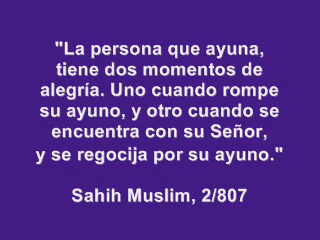 "La persona que ayuna,
tiene dos momentos de
alegría. Uno cuando rompe
su ayuno, y otro cuando se
encuentra con su Señor,
y se regocija por su ayuno."
Sahih Muslim, 2/807